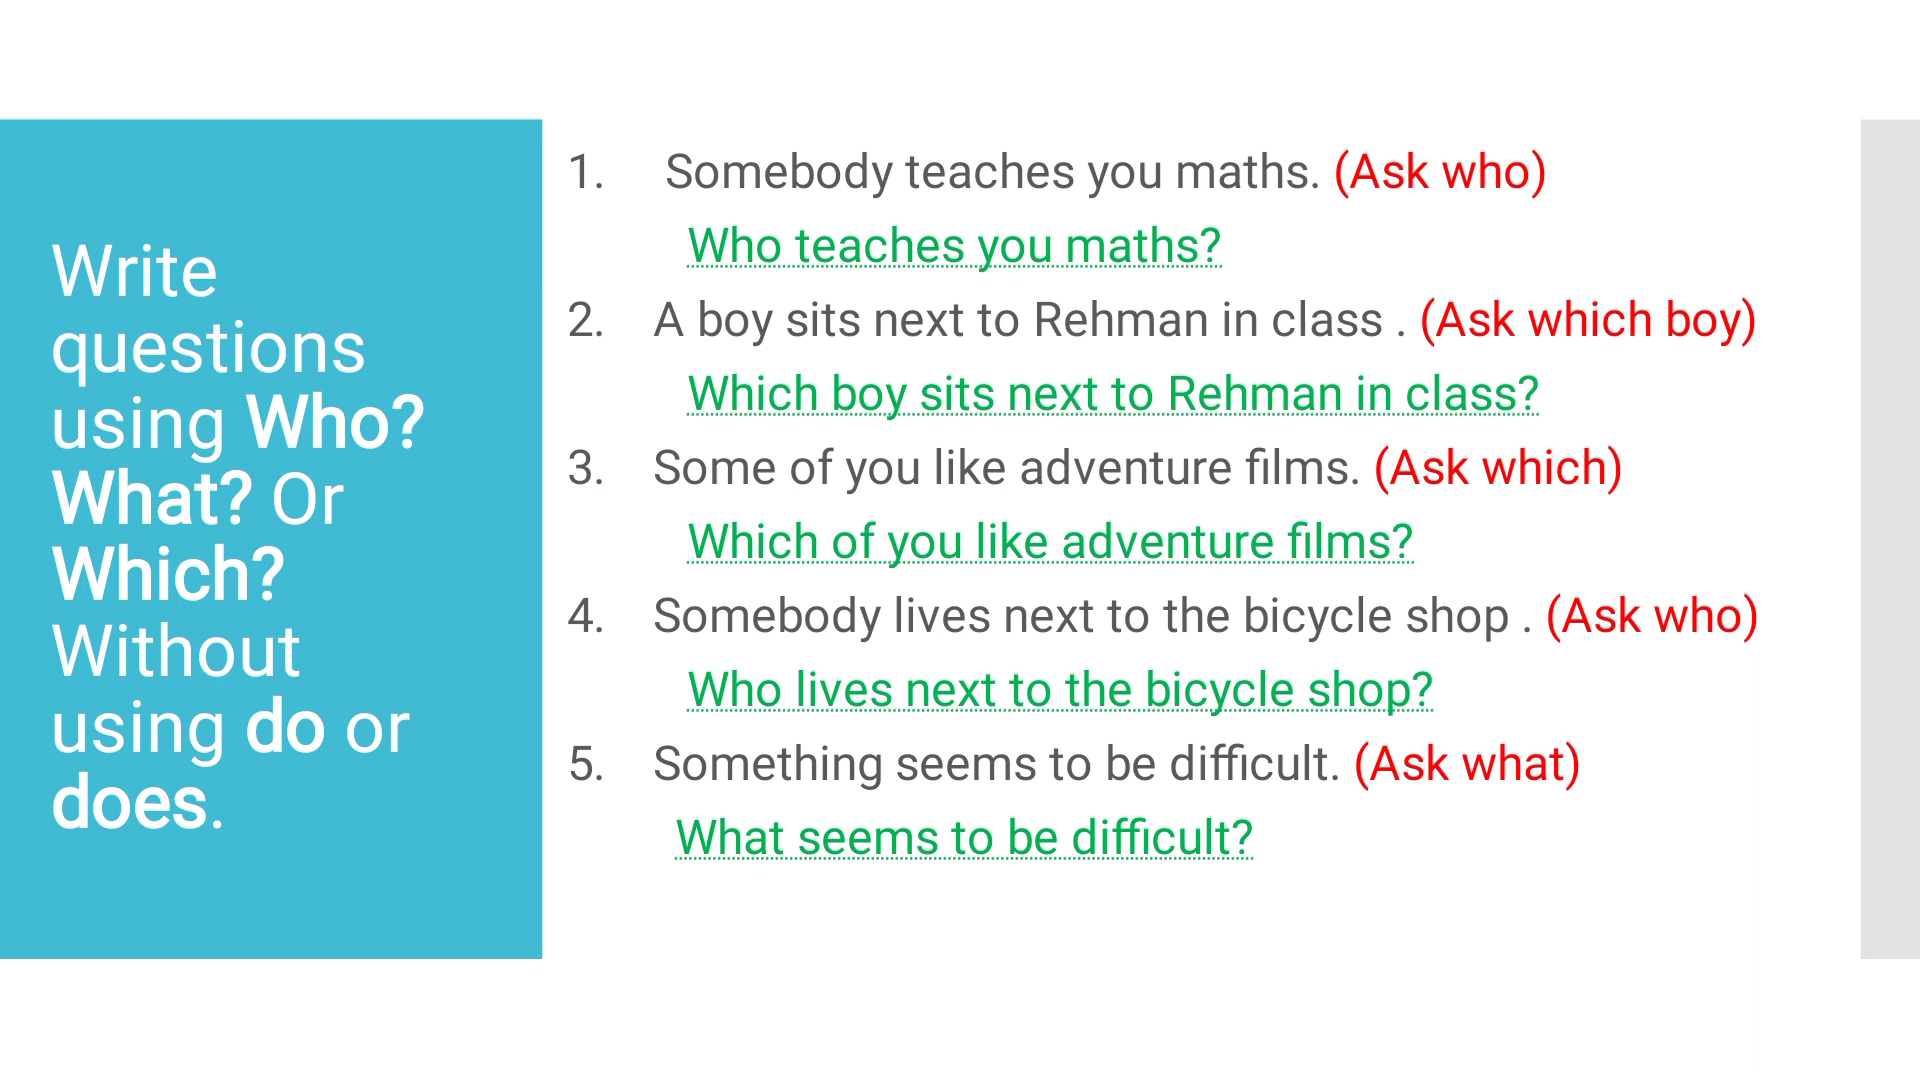 Write
questions
using Who?
What? Or
Which?
Without
using do or
does.
1. Somebody teaches you maths. (Ask who)
Who teaches you maths?
2. A boy sits next to Rehman in class . (Ask which boy)
Which boy sits next to Rehman in class?
3. Some of you like adventure films. (Ask which)
Which of you like adventure films?
4. Somebody lives next to the bicycle shop . (Ask who)
Who lives next to the bicycle shop?
5. Something seems to be difficult. (Ask what)
What seems to be difficult?